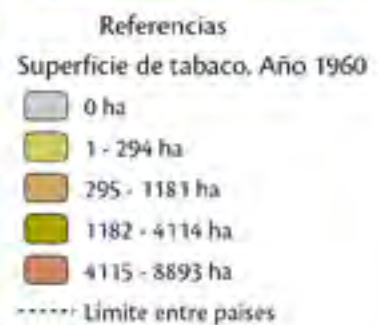 Referencias
Superficie de tabaco. Año 1960
0 ha
1 - 294 ha
295 - 1181 ha
1182 - 4114 ha
4115 - 8893 ha
Límite entre países